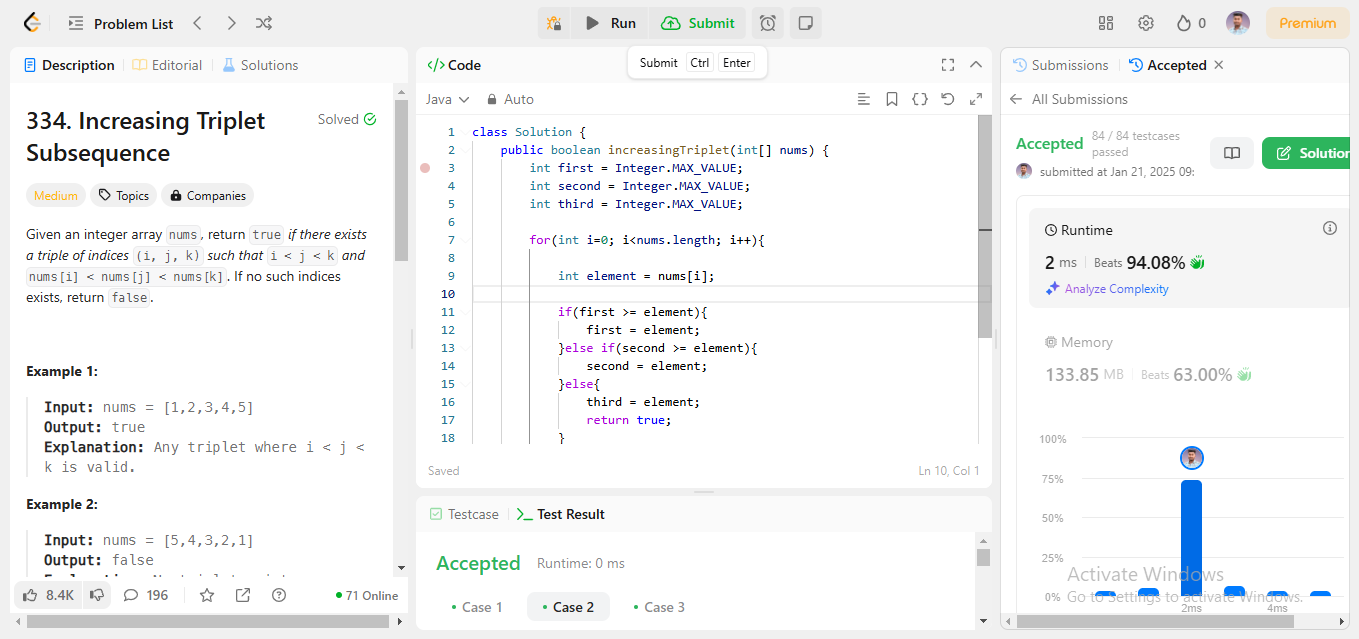 Problem List
Run
Submit
0
Premium
Description
Editorial
Solutions
334. Increasing Triplet
Subsequence
Solved
Medium
Topics
Companies
Given an integer array nums, return true if there exists
a triple of indices (i, j, k) such that i < j < k and
nums[i] < nums[j] < nums[k]. If no such indices
exists, return false.
Example 1:
Input: nums = [1,2,3,4,5]
Output: true
Explanation: Any triplet where i < j <
k is valid.
Example 2:
Input: nums = [5,4,3,2,1]
Output: false
8.4K
196
71 Online
Code
Submit Ctrl Enter
Java
Auto
1 class Solution {
2 public boolean increasingTriplet(int[] nums) {
3 int first = Integer.MAX_VALUE;
4 int second = Integer.MAX_VALUE;
5 int third = Integer.MAX_VALUE;
6
7 for(int i=0; i<nums.length; i++){
8
9 int element = nums[i];
10
11 if(first >= element){
12 first = element;
13 }else if(second >= element){
14 second = element;
15 }else{
16 third = element;
17 return true;
18 }
Saved
Ln 10, Col 1
Testcase
Test Result
Accepted
Runtime: 0 ms
Case 1
Case 2
Case 3
Submissions
Accepted
All Submissions
Accepted
84 / 84 testcases
passed
submitted at Jan 21, 2025 09:
Solution
Runtime
2 ms
Beats 94.08%
Analyze Complexity
Memory
133.85 MB
Beats 63.00%
100%
75%
50%
25%
0%
2ms
4ms
Activate Windows
Go to Settings to activate Windows.